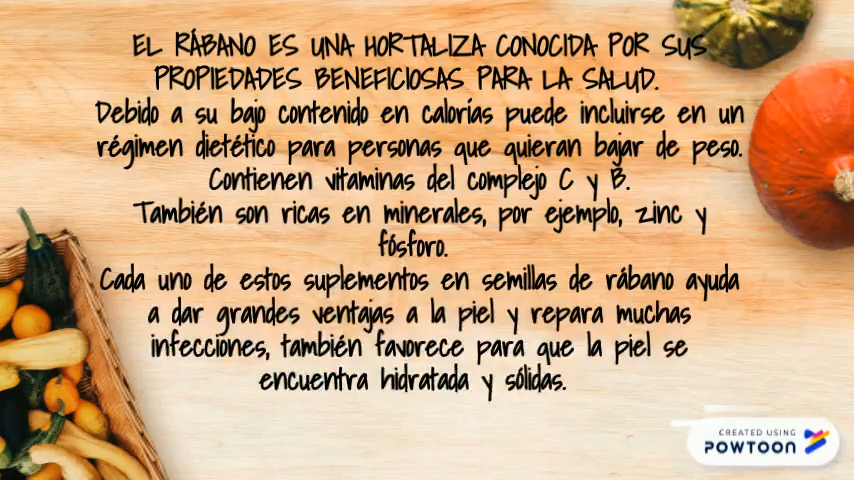 EL RÁBANO ES UNA HORTALIZA CONOCIDA POR SUS
PROPIEDADES BENEFICIOSAS PARA LA SALUD.
Debido a su bajo contenido en calorías puede incluirse en un
régimen dietético para personas que quieran bajar de peso.
Contienen vitaminas del complejo C y B.
También son ricas en minerales, por ejemplo, zinc y
fósforo.
Cada uno de estos suplementos en semillas de rábano ayuda
a dar grandes ventajas a la piel y repara muchas
infecciones, también favorece para que la piel se
encuentra hidratada y sólidas.
CREATED USING
POWTOON